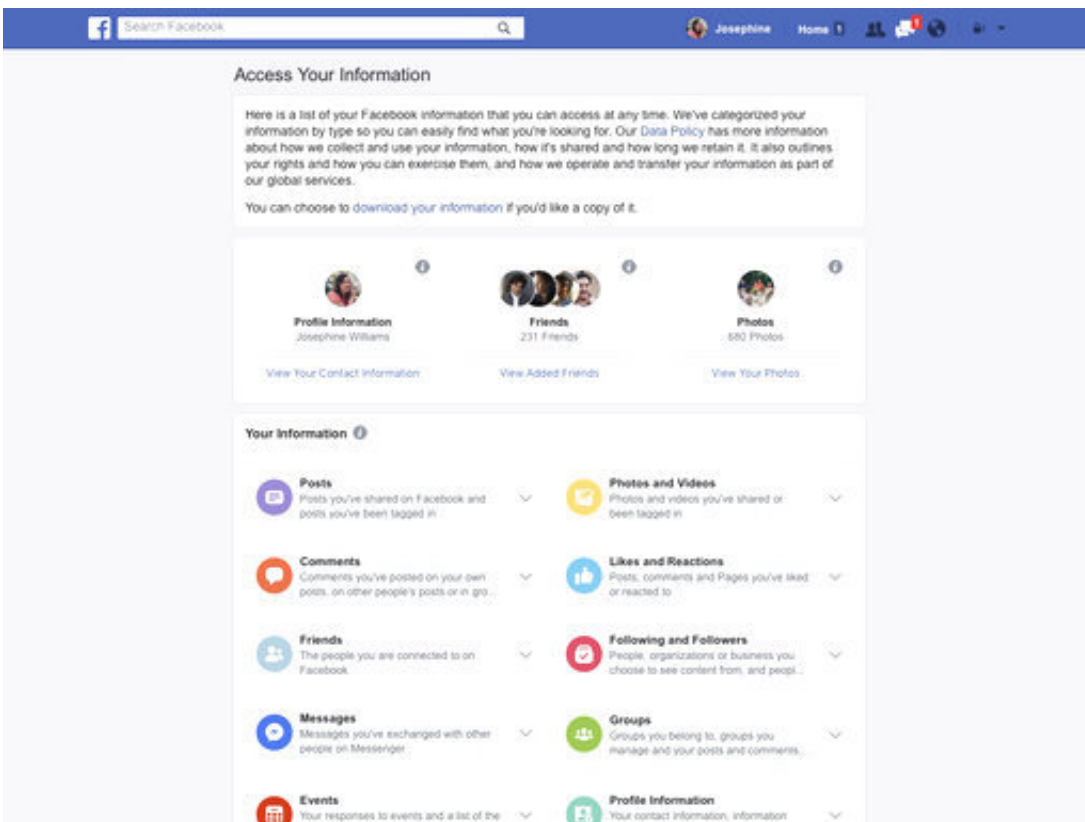 f
Search Facebook
Josephine
Home 1
1
Access Your Information
Here is a list of your Facebook information that you can access at any time. We've categorized your
information by type so you can easily find what you're looking for. Our Data Policy has more information
about how we collect and use your information, how it's shared and how long we retain it. It also outlines
your rights and how you can exercise them, and how we operate and transfer your information as part of
our global services.
You can choose to download your information if you'd like a copy of it.
Profile Information
Josephine Williams
View Your Contact Information
Friends
231 Friends
View Added Friends
Photos
680 Photos
View Your Photos
Your Information
Posts
Posts you've shared on Facebook and
posts you've been tagged in
Photos and Videos
Photos and videos you've shared or
been tagged in
Comments
Comments you've posted on your own
posts, on other people's posts or in gro...
Likes and Reactions
Posts, comments and Pages you've liked
or reacted to
Friends
The people you are connected to on
Facebook
Following and Followers
People, organizations or business you
choose to see content from, and peopl...
Messages
Messages you've exchanged with other
people on Messenger
Groups
Groups you belong to, groups you
manage and your posts and comments...
Events
Your responses to events and a list of the
Profile Information
Your contact information, information